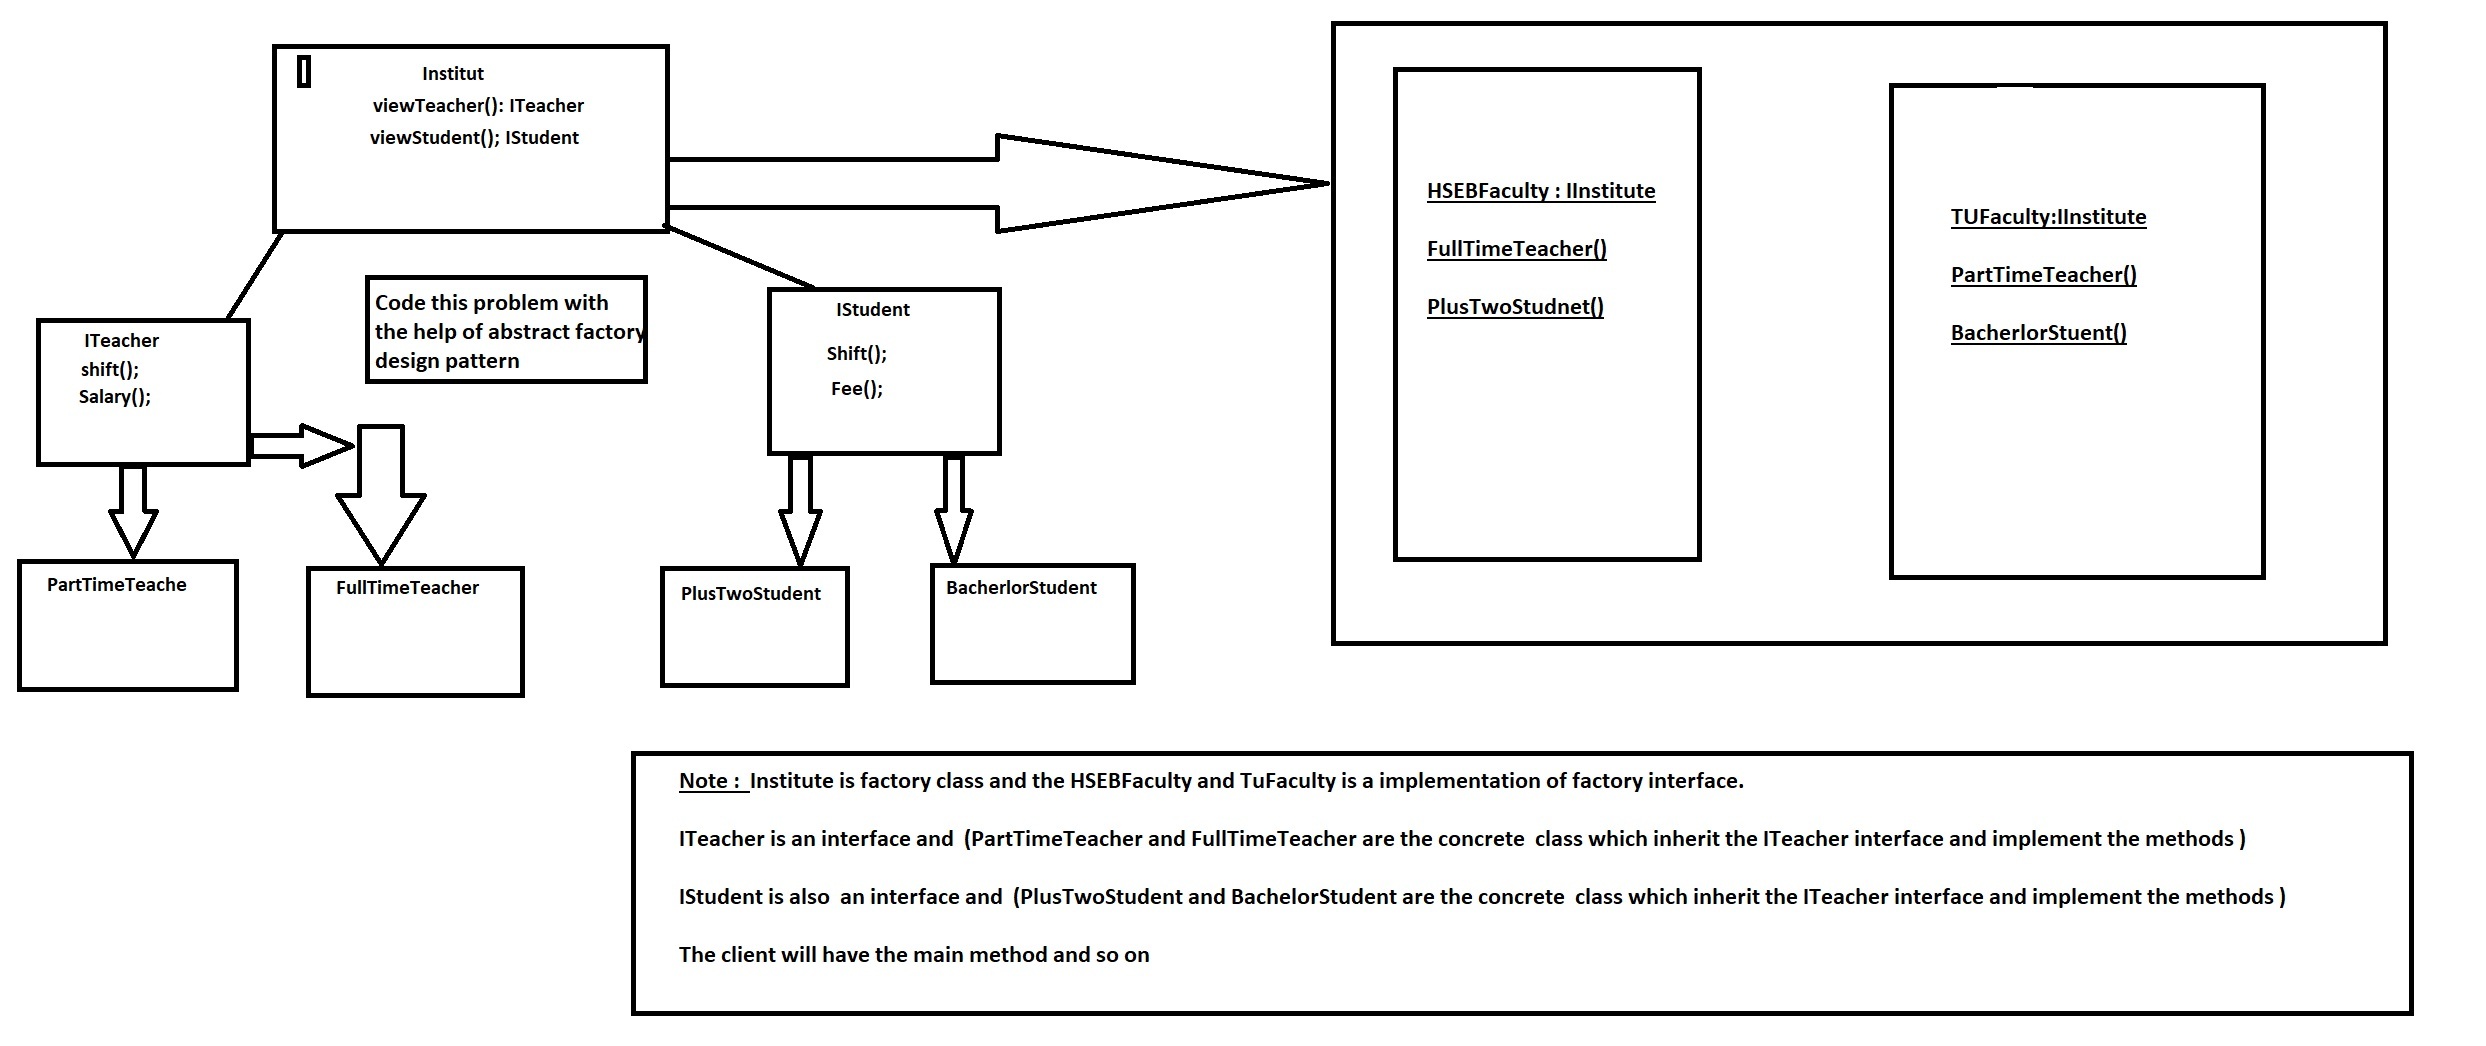 Institut
viewTeacher(): ITeacher
viewStudent(); IStudent
HSEBFaculty : IInstitute
FullTimeTeacher()
PlusTwoStudnet()
TUFaculty:IInstitute
PartTimeTeacher()
BacherlorStuent()
Code this problem with
the help of abstract factory
design pattern
ITeacher
shift();
Salary();
IStudent
Shift();
Fee();
PartTimeTeache
FullTimeTeacher
PlusTwoStudent
BacherlorStudent
Note : Institute is factory class and the HSEBFaculty and TuFaculty is a implementation of factory interface.
ITeacher is an interface and (PartTimeTeacher and FullTimeTeacher are the concrete class which inherit the ITeacher interface and implement the methods )
IStudent is also an interface and (PlusTwoStudent and BachelorStudent are the concrete class which inherit the ITeacher interface and implement the methods )
The client will have the main method and so on